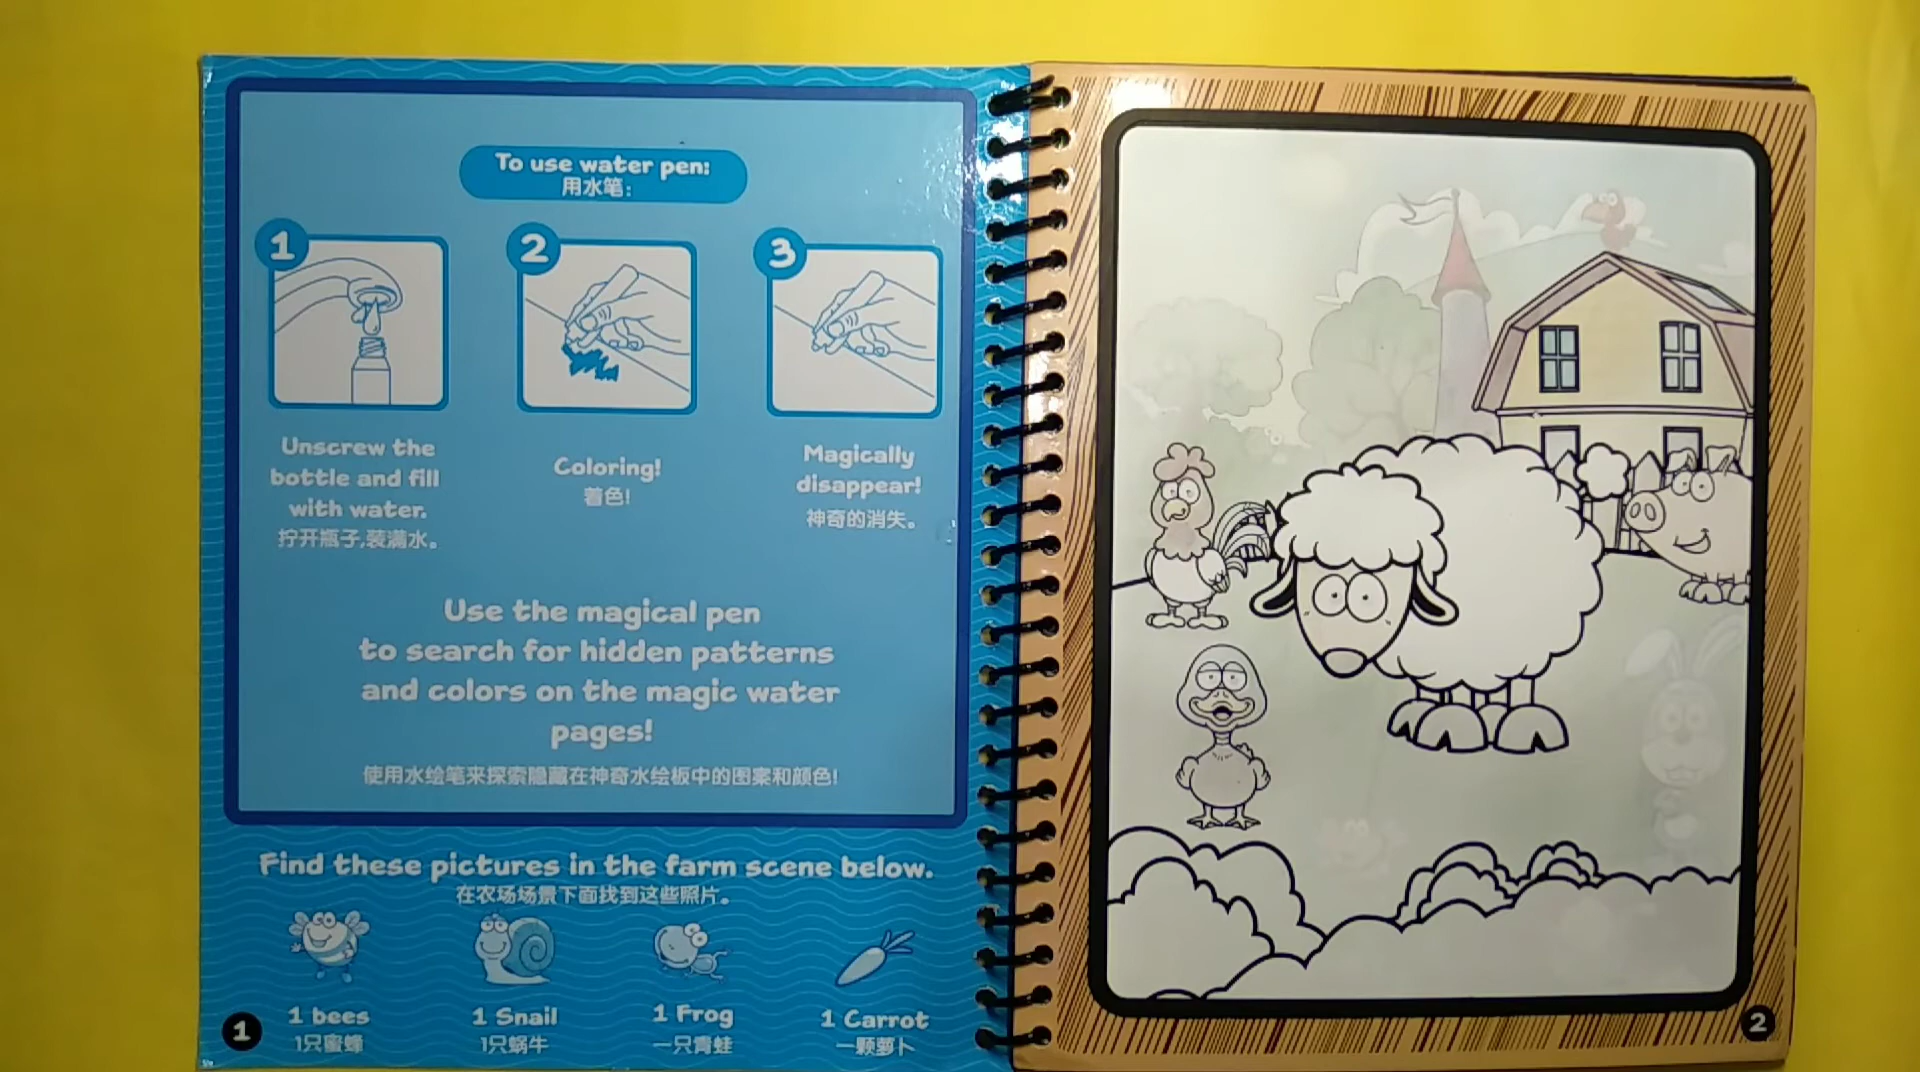 To use water pen:
用水笔:
1
2
3
Unscrew the
bottle and fill
with water.
拧开瓶子,装满水。
Coloring!
着色!
Magically
disappear!
神奇的消失。
Use the magical pen
to search for hidden patterns
and colors on the magic water
pages!
使用水绘笔来探索隐藏在神奇水绘板中的图案和颜色!
Find these pictures in the farm scene below.
在农场场景下面找到这些照片。
1 bees
1只蜜蜂
1 Snail
1只蜗牛
1 Frog
一只青蛙
1 Carrot
一颗萝卜
1
2